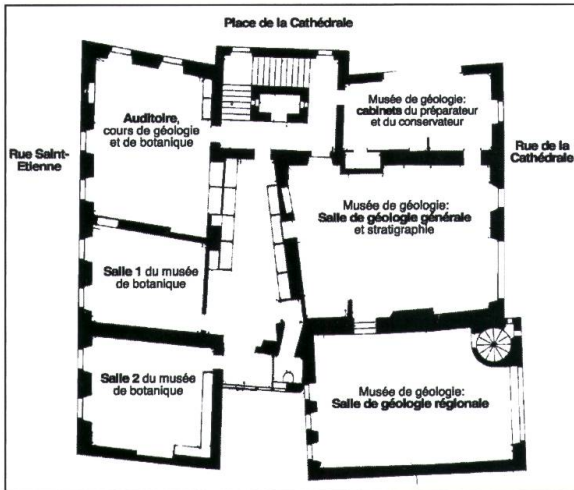 Place de la Cathédrale
Auditoire,
cours de géologie
et de botanique
Musée de géologie:
cabinets du préparateur
et du conservateur
Rue Saint-
Etienne
Rue de la
Cathédrale
Musée de géologie:
Salle de géologie générale
et stratigraphie
Salle 1 du musée
de botanique
Salle 2 du musée
de botanique
Musée de géologie:
Salle de géologie régionale